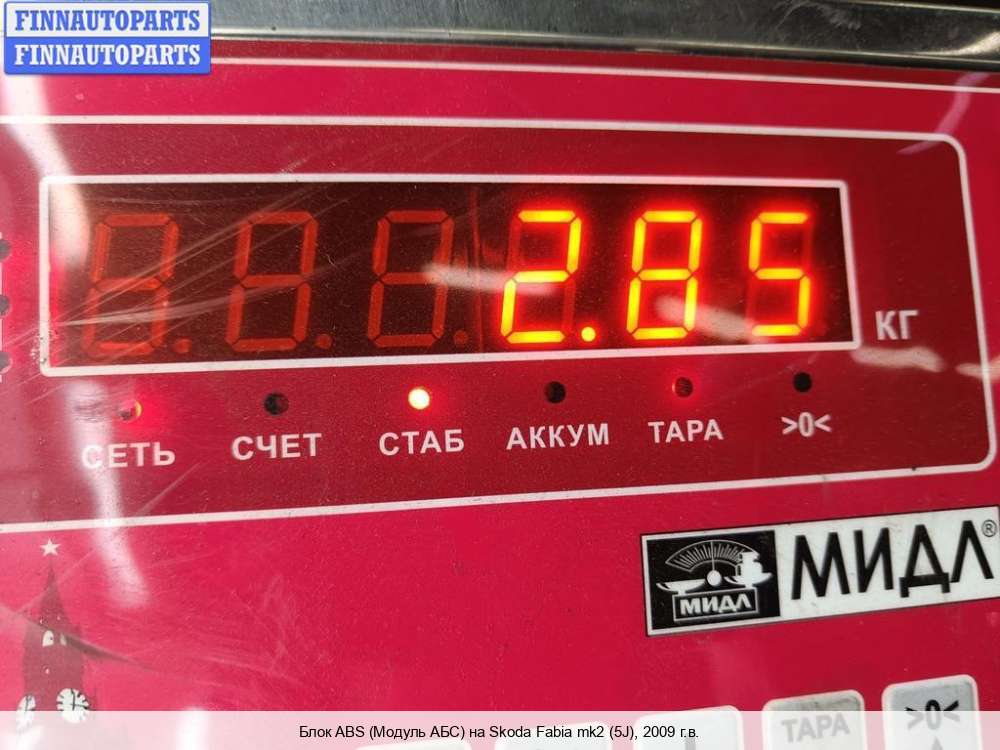 FINNAUTOPARTS
FINNAUTOPARTS
2.85
КГ
СЕТЬ СЧЕТ СТАБ АККУМ ТАРА >0<
МИДЛ МИДЛ®
ТАРА >0<
Блок ABS (Модуль АБС) на Skoda Fabia mk2 (5J), 2009 г.в.